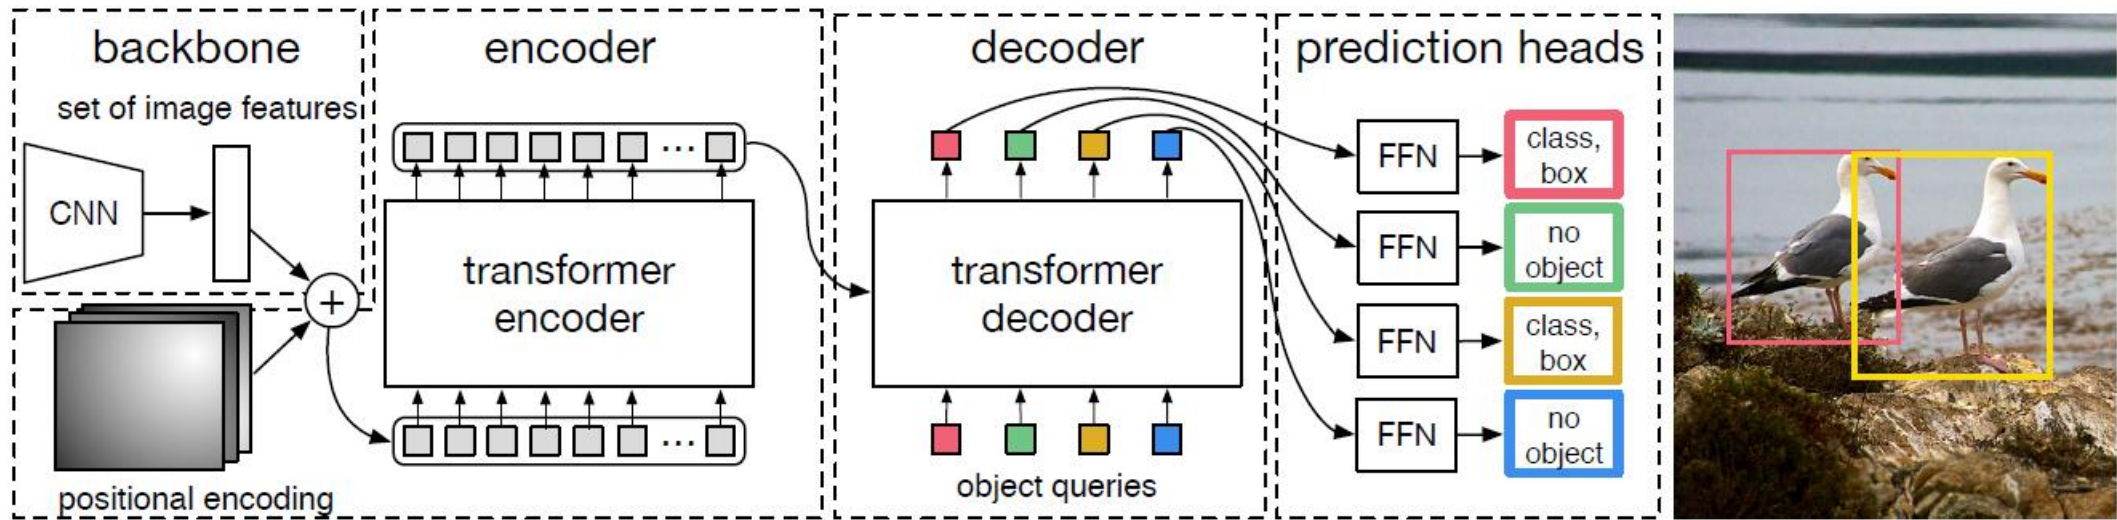 backbone
set of image features
CNN
+
positional encoding
encoder
...
transformer
encoder
...
decoder
transformer
decoder
object queries
prediction heads
FFN
class,
box
FFN
no
object
FFN
class,
box
FFN
no
object